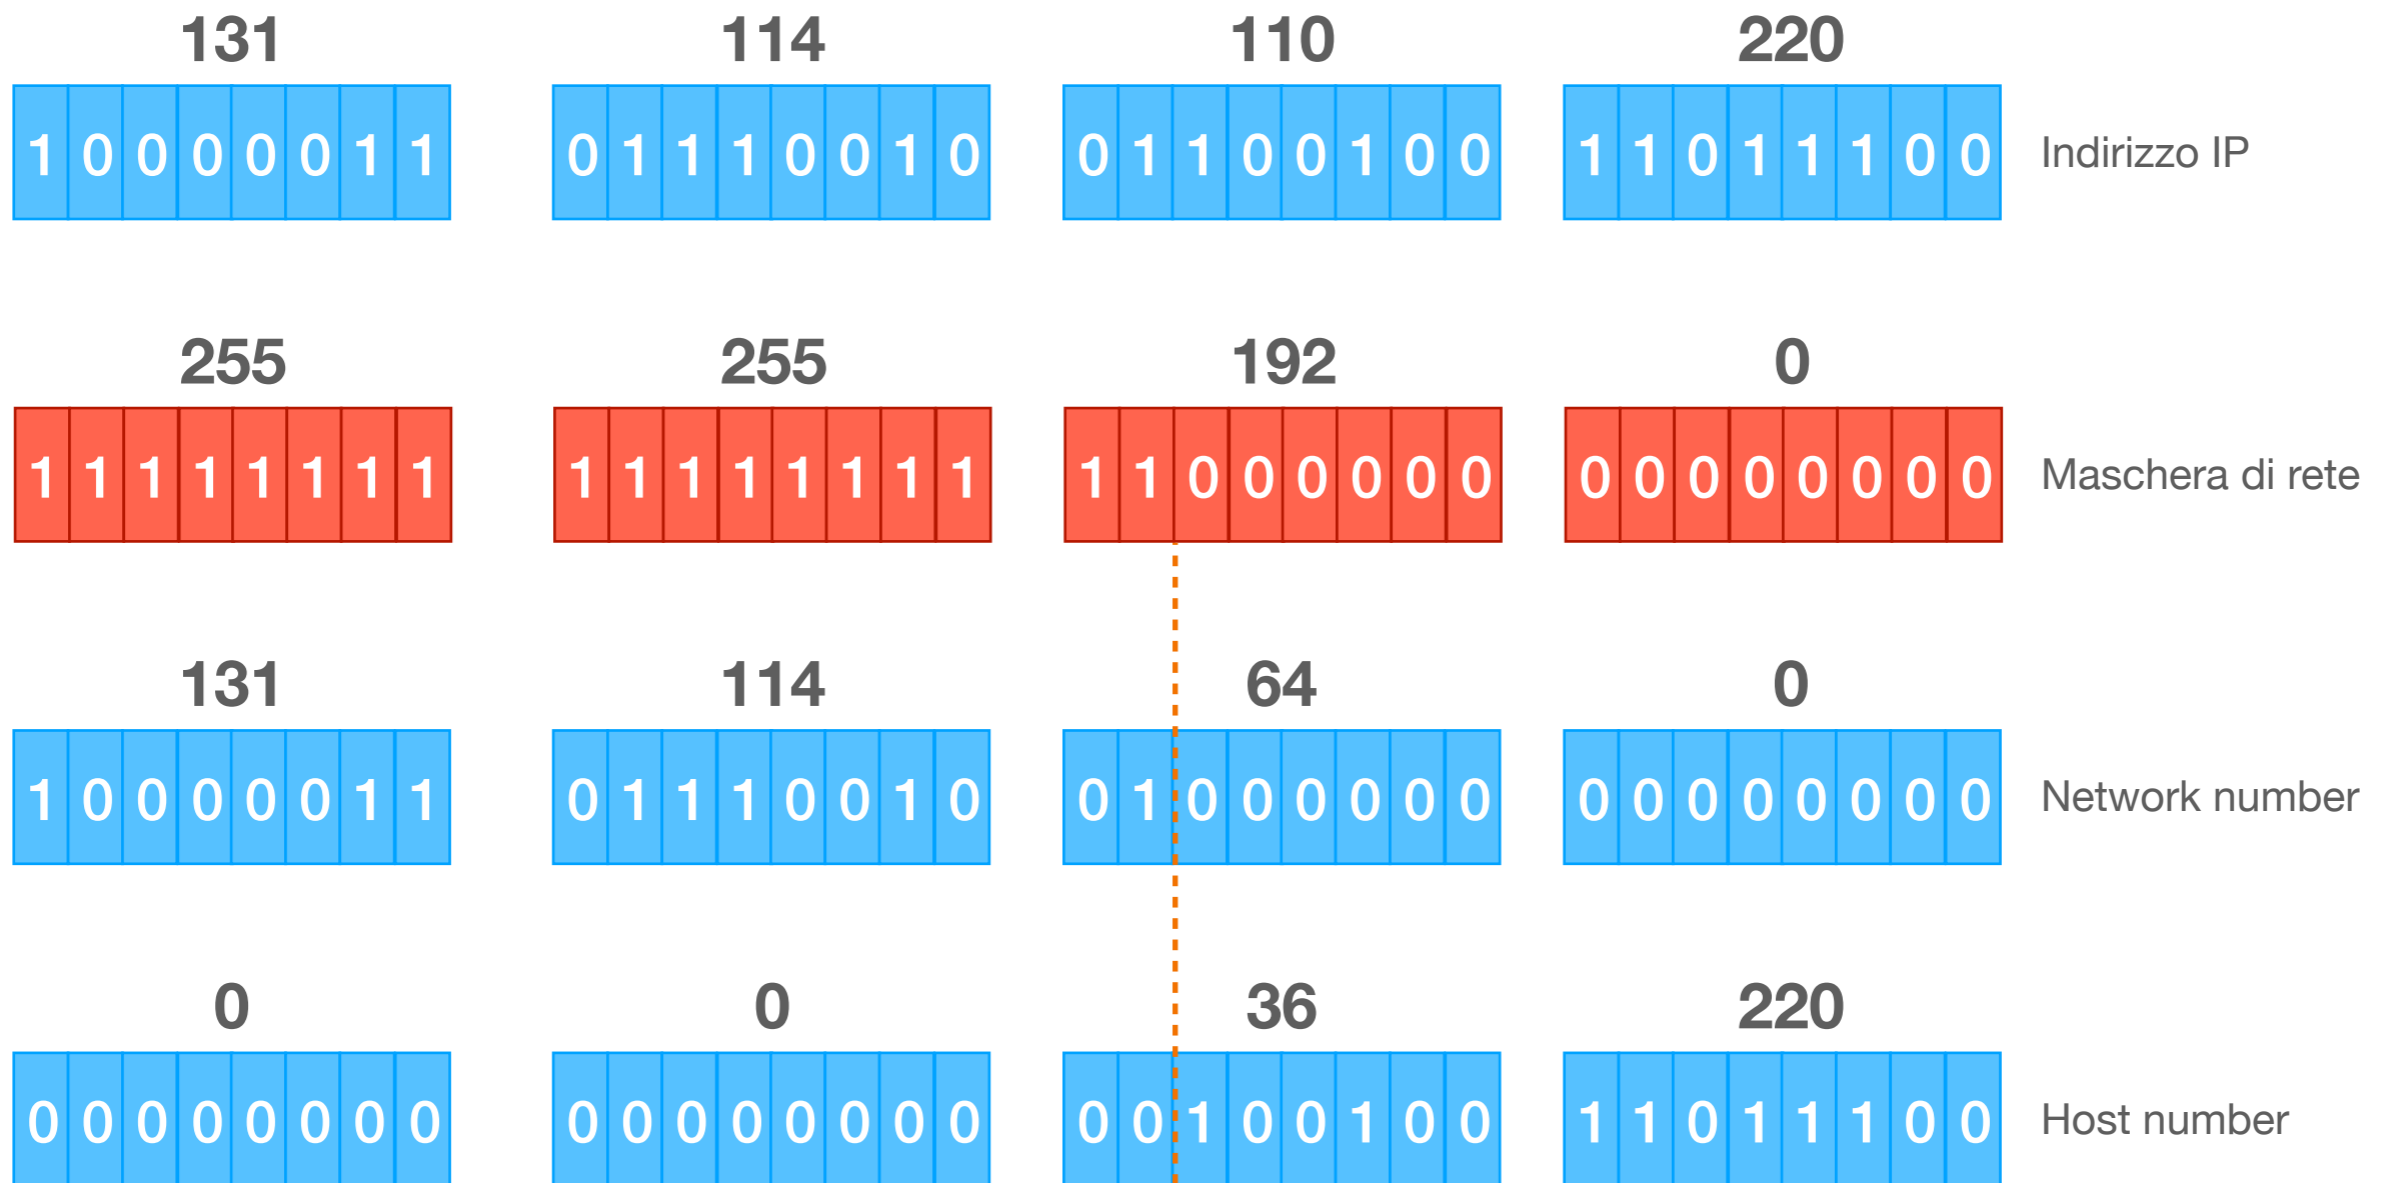 131 114 110 220
1 0 0 0 0 0 1 1 0 1 1 1 0 0 1 0 0 1 1 0 0 1 0 0 1 1 0 1 1 1 0 0 Indirizzo IP
255 255 192 0
1 1 1 1 1 1 1 1 1 1 1 1 1 1 1 1 1 1 0 0 0 0 0 0 0 0 0 0 0 0 0 0 Maschera di rete
131 114 64 0
1 0 0 0 0 0 1 1 0 1 1 1 0 0 1 0 0 1 0 0 0 0 0 0 0 0 0 0 0 0 0 0 Network number
0 0 36 220
0 0 0 0 0 0 0 0 0 0 0 0 0 0 0 0 0 0 1 0 0 1 0 0 1 1 0 1 1 1 0 0 Host number